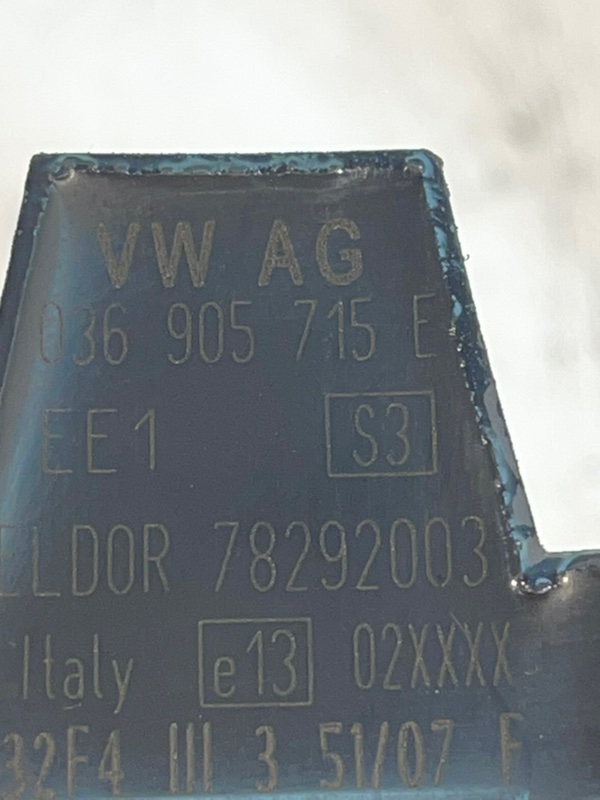 VW AG
036 905 715 E
EE1 S3
ELDOR 78292003
Italy e13 02XXXX
32F4 III 3 51/07 F